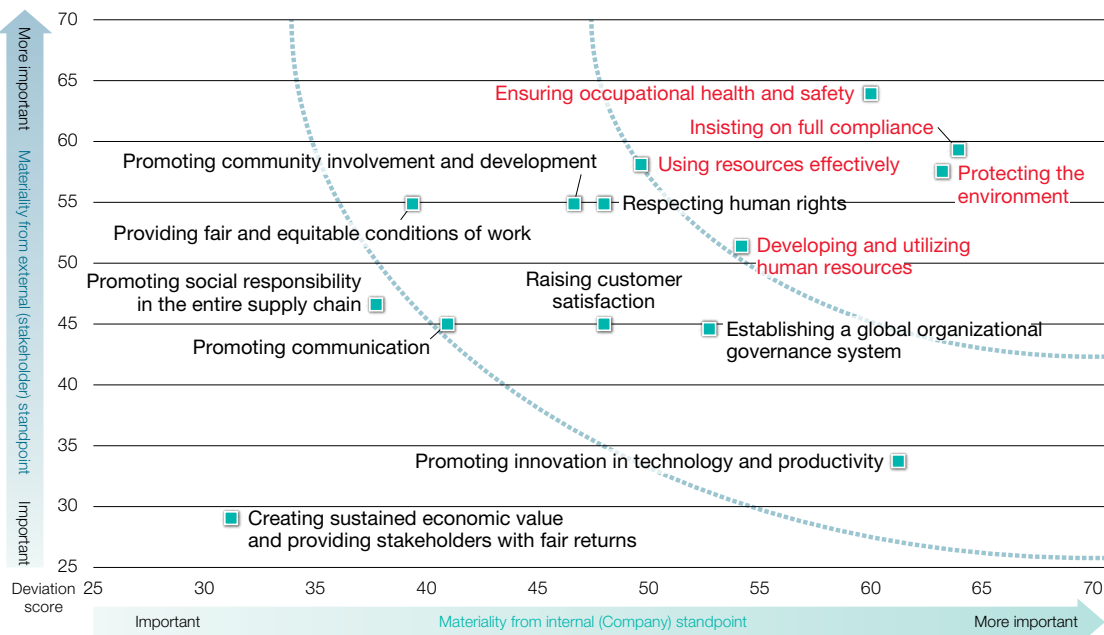 70
65
60
55
50
45
40
35
30
25
More important
Materiality from external (stakeholder) standpoint
Important
Ensuring occupational health and safety
Insisting on full compliance
Promoting community involvement and development
Using resources effectively
Protecting the
environment
Respecting human rights
Providing fair and equitable conditions of work
Developing and utilizing
human resources
Promoting social responsibility
in the entire supply chain
Raising customer
satisfaction
Promoting communication
Establishing a global organizational
governance system
Promoting innovation in technology and productivity
Creating sustained economic value
and providing stakeholders with fair returns
Deviation
score
25 30 35 40 45 50 55 60 65 70
Important
Materiality from internal (Company) standpoint
More important